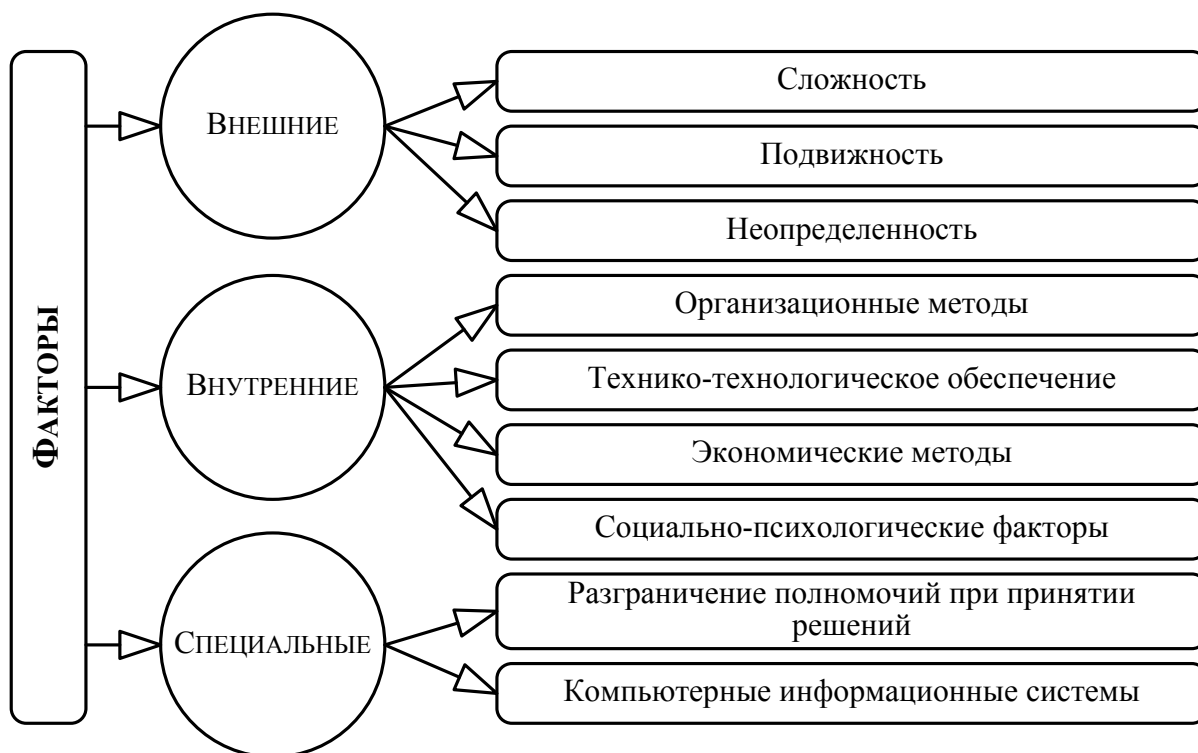 ФАКТОРЫ
ВНЕШНИЕ
Сложность
Подвижность
Неопределенность
ВНУТРЕННИЕ
Организационные методы
Технико-технологическое обеспечение
Экономические методы
Социально-психологические факторы
СПЕЦИАЛЬНЫЕ
Разграничение полномочий при принятии
решений
Компьютерные информационные системы